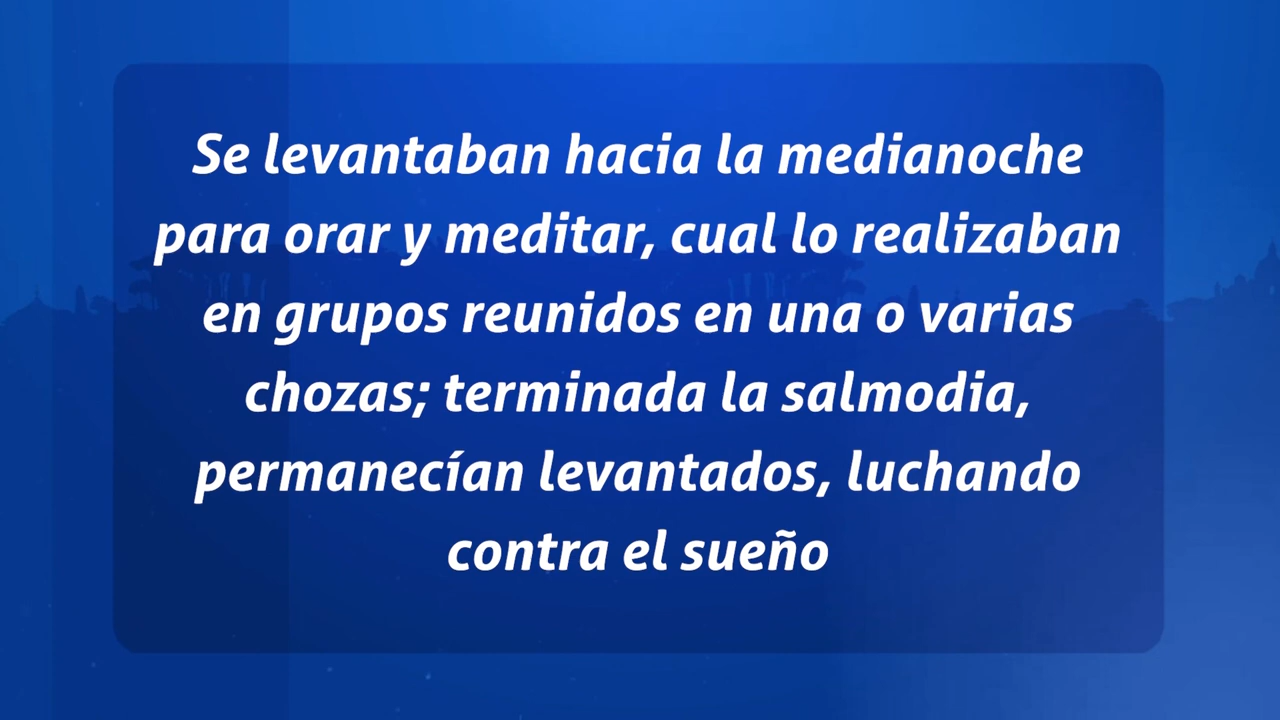 Se levantaban hacia la medianoche
para orar y meditar, cual lo realizaban
en grupos reunidos en una o varias
chozas; terminada la salmodia,
permanecían levantados, luchando
contra el sueño